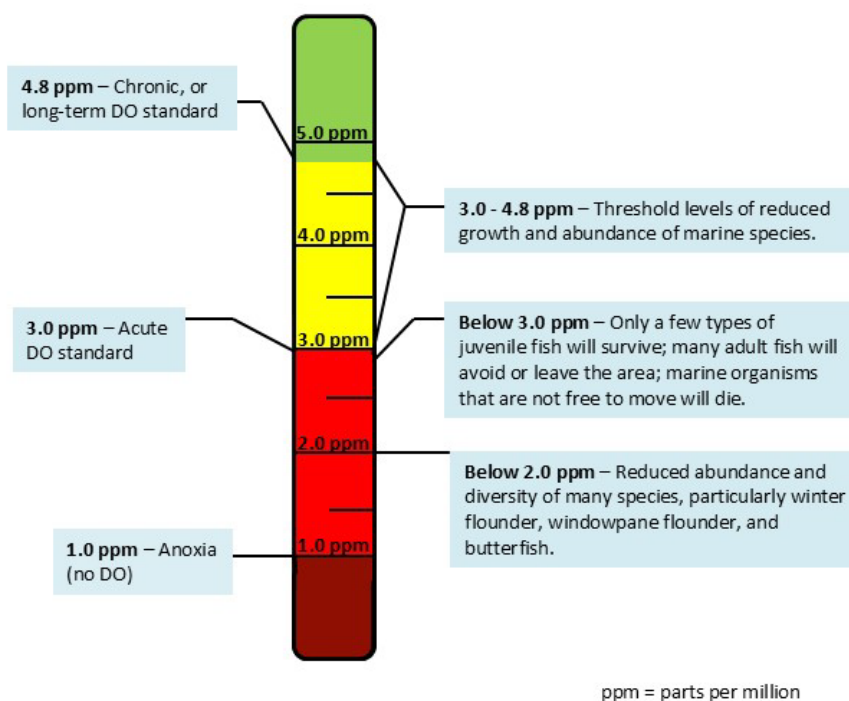 4.8 ppm – Chronic, or
long-term DO standard
5.0 ppm
3.0 - 4.8 ppm – Threshold levels of reduced
growth and abundance of marine species.
4.0 ppm
3.0 ppm – Acute
DO standard
3.0 ppm
Below 3.0 ppm – Only a few types of
juvenile fish will survive; many adult fish will
avoid or leave the area; marine organisms
that are not free to move will die.
2.0 ppm
Below 2.0 ppm – Reduced abundance and
diversity of many species, particularly winter
flounder, windowpane flounder, and
butterfish.
1.0 ppm – Anoxia
(no DO)
1.0 ppm
ppm = parts per million